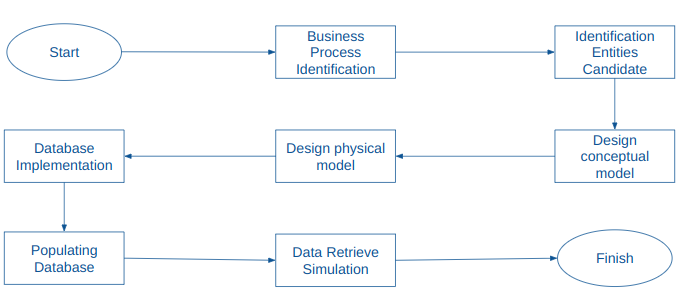 Start
Business
Process
Identification
Identification
Entities
Candidate
Design
conceptual
model
Design physical
model
Database
Implementation
Populating
Database
Data Retrieve
Simulation
Finish